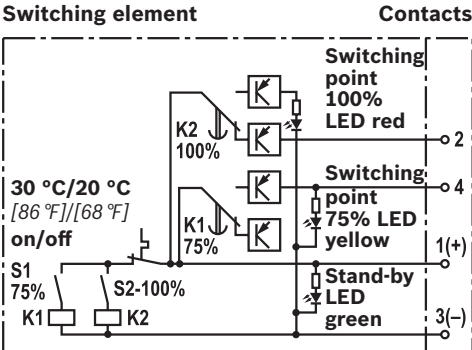 Switching element
Contacts
Switching
point
100%
LED red
K2
100%
2
Switching
point
75% LED
yellow
4
30 °C/20 °C
[86 °F]/[68 °F]
on/off
K1
75%
1(+)
S1
75%
S2-100%
Stand-by
LED
green
K1
K2
3(–)